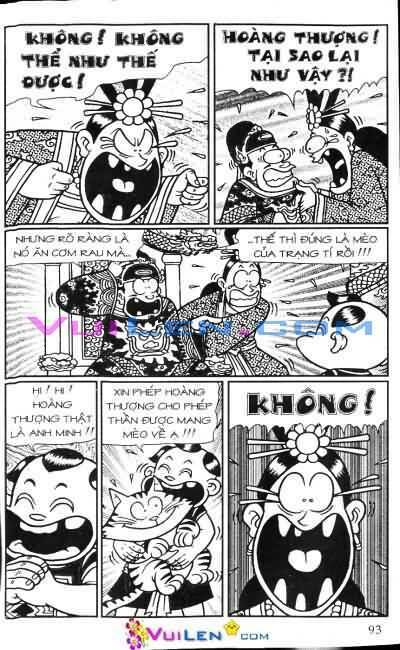 KHÔNG! KHÔNG
THỂ NHƯ THẾ
ĐƯỢC!
HOÀNG THƯỢNG!
TẠI SAO LẠI
NHƯ VẬY?!
NHƯNG RÕ RÀNG LÀ
NÓ ĂN CƠM RAU MÀ...
..THẾ THÌ ĐÚNG LÀ MÈO
CỦA TRẠNG TÍ RỒI!!!
VUILEN.COM
HI! HI!
HOÀNG
THƯỢNG THẬT
LÀ ANH MINH!!
XIN PHÉP HOÀNG
THƯỢNG CHO PHÉP
THẦN ĐƯỢC MANG
MÈO VỀ Ạ!!!
KHÔNG!
93
VUILEN.COM